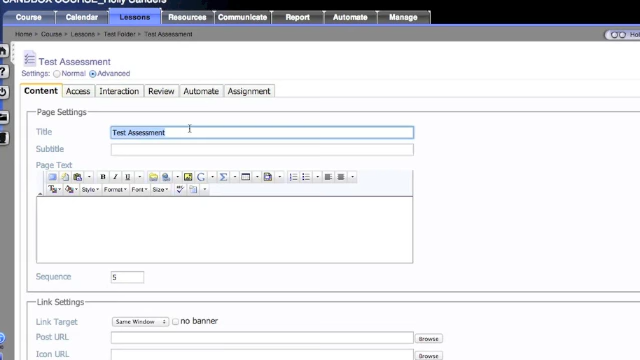 SANDBOX COURSE_Holly Sanders
Course Calendar Lessons Resources Communicate Report Automate Manage
Home > Course > Lessons > Test Folder > Test Assessment
Test Assessment
Settings: Normal Advanced
Content Access Interaction Review Automate Assignment
Page Settings
Title Test Assessment
Subtitle
Page Text
B I U
Style Format Font Size
Sequence 5
Link Settings
Link Target Same Window no banner
Post URL Browse
Icon URL Browse